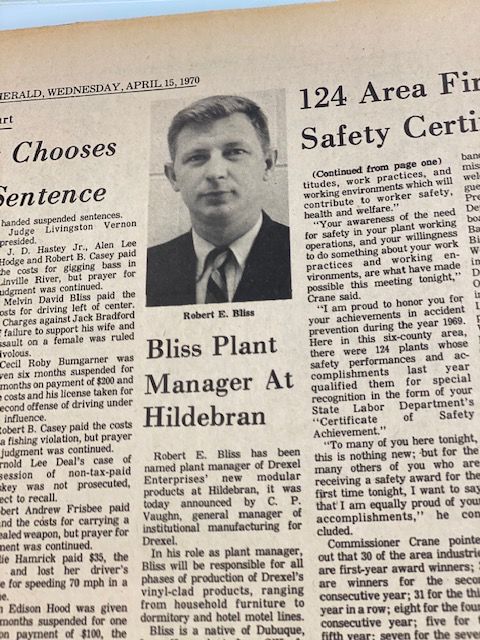 HERALD, WEDNESDAY, APRIL 15, 1970
Chooses
Sentence
handed suspended sentences.
Judge Livingston Vernon
presided.
J. D. Hastey Jr., Alen Lee
Hodge and Robert B. Casey paid
the costs for gigging bass in
Linville River, but prayer for
judgment was continued.
Melvin David Bliss paid the
costs for driving left of center.
Charges against Jack Bradford
failure to support his wife and
assault on a female was ruled
Cecil Roby Bumgarner was
given six months suspended for
months on payment of $200 and
costs and his license taken for
second offense of driving under
influence.
Robert B. Casey paid the costs
a fishing violation, but prayer
judgment was continued.
Arnold Lee Deal's case of
of non-tax-paid
was not prosecuted,
to recall.
Robert Andrew Frisbee paid
and the costs for carrying a
weapon, but prayer for
was continued.
Hamrick paid $35, the
and lost her driver's
for speeding 70 mph in a
Edison Hood was given
months suspended for one
on payment of $100, the
Robert E. Bliss
Bliss Plant
Manager At
Hildebran
Robert E. Bliss has been
named plant manager of Drexel
Enterprises' new modular
products at Hildebran, it was
today announced by C. P.
Vaughn, general manager of
institutional manufacturing for
Drexel.
In his role as plant manager,
Bliss will be responsible for all
phases of production of Drexel's
vinyl-clad products, ranging
from household furniture to
dormitory and hotel motel lines.
Bliss is a native of Dubuque,
124 Area
Safety
(Continued from page one)
titudes, work practices, and
working environments which will
contribute to worker safety,
health and welfare."
"Your awareness of the need
for safety in your plant working
operations, and your willingness
to do something about your work
practices and working en-
vironments, are what have made
possible this meeting tonight,"
Crane said.
"I am proud to honor you for
your achievements in accident
prevention during the year 1969.
Here in this six-county area,
there were 124 plants whose
safety performances and ac-
complishments last year
qualified them for special
recognition in the form of your
State Labor Department's
"Certificate of Safety
Achievement."
"To many of you here tonight,
this is nothing new; but for the
many others of you who are
receiving a safety award for the
first time tonight, I want to say
that I am equally proud of your
accomplishments," he con
cluded.
Commissioner Crane pointe
out that 30 of the area industrie
are first-year award winners;
are winners for the secon
consecutive year; 31 for the thi
year in a row; eight for the four
consecutive year; five for
fifth year; seven for the